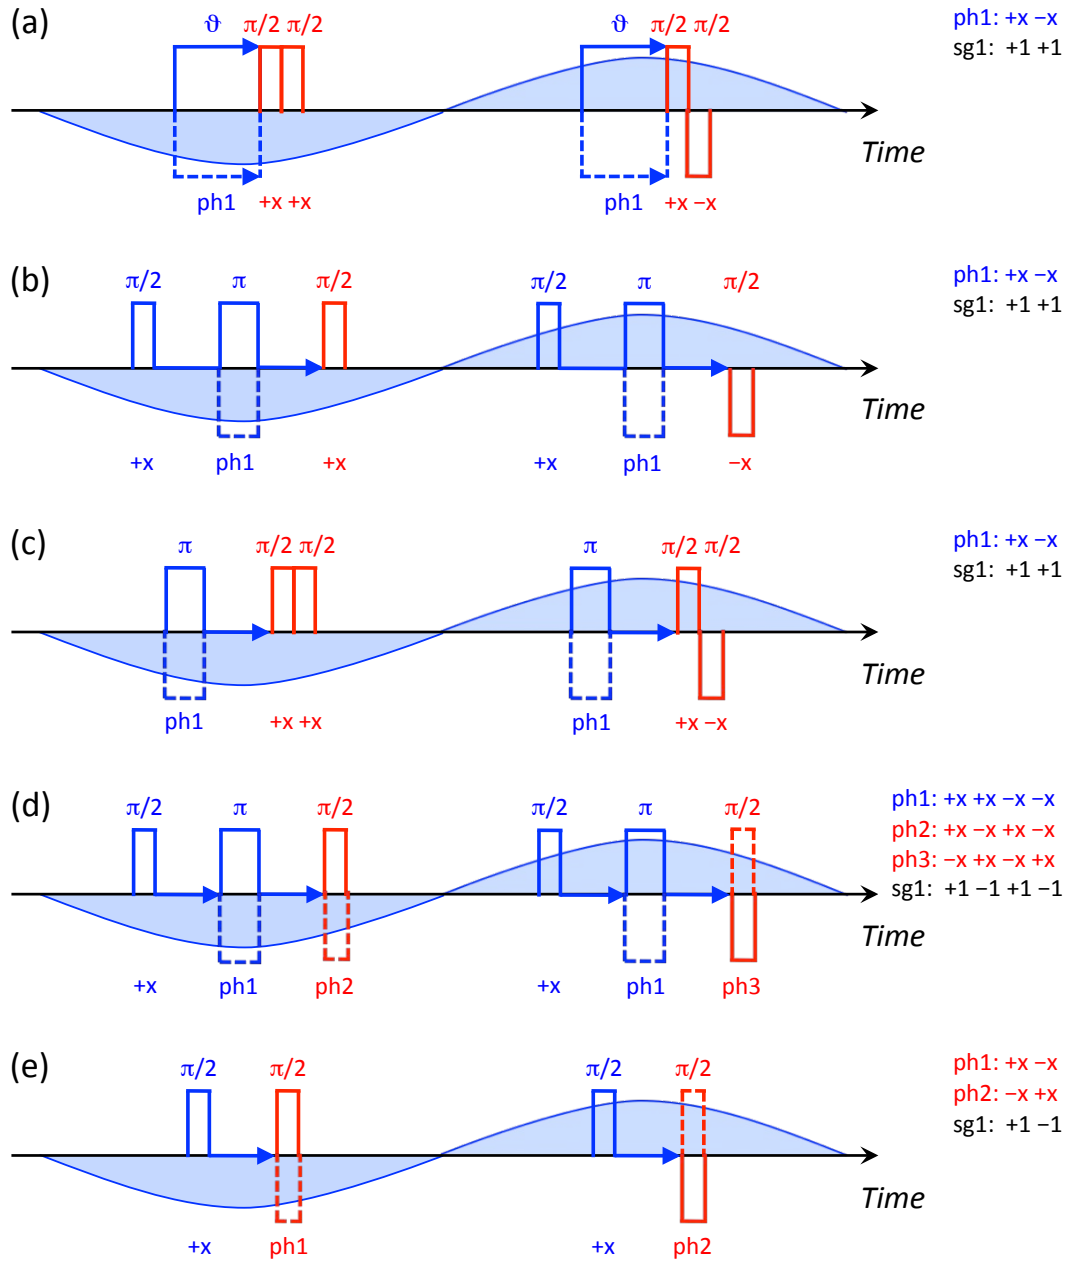 (a)
ϑ π/2 π/2 ϑ π/2 π/2
ph1: +x −x
sg1: +1 +1
Time
ph1 +x +x ph1 +x −x
(b)
π/2 π π/2 π/2 π π/2
ph1: +x −x
sg1: +1 +1
Time
+x ph1 +x +x ph1 −x
(c)
π π/2 π/2 π π/2 π/2
ph1: +x −x
sg1: +1 +1
Time
ph1 +x +x ph1 +x −x
(d)
π/2 π π/2 π/2 π π/2
ph1: +x +x −x −x
ph2: +x −x +x −x
ph3: −x +x −x +x
sg1: +1 −1 +1 −1
Time
+x ph1 ph2 +x ph1 ph3
(e)
π/2 π/2 π/2 π/2
ph1: +x −x
ph2: −x +x
sg1: +1 −1
Time
+x ph1 +x ph2